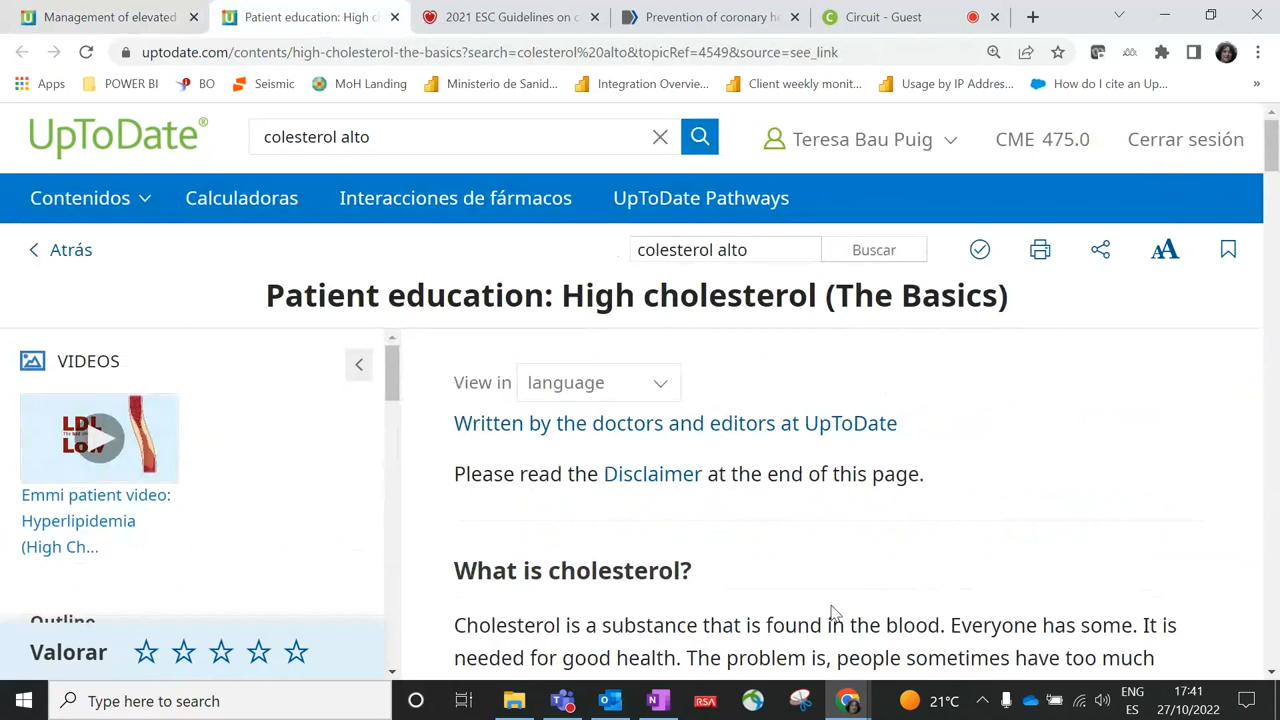 Management of elevated
Patient education: High c
2021 ESC Guidelines on c
Prevention of coronary he
Circuit - Guest
uptodate.com/contents/high-cholesterol-the-basics?search=colesterol%20alto&topicRef=4549&source=see_link
Apps
POWER BI
BO
Seismic
MoH Landing
Ministerio de Sanid...
Integration Overvie...
Client weekly monit...
Usage by IP Addres...
How do I cite an Up...
»
UpToDate®
colesterol alto
Teresa Bau Puig
CME 475.0
Cerrar sesión
Contenidos
Calculadoras
Interacciones de fármacos
UpToDate Pathways
Atrás
colesterol alto
Buscar
AA
Patient education: High cholesterol (The Basics)
VIDEOS
LDL
Low
Emmi patient video:
Hyperlipidemia
(High Ch...
Outline
Valorar
View in language
Written by the doctors and editors at UpToDate
Please read the Disclaimer at the end of this page.
What is cholesterol?
Cholesterol is a substance that is found in the blood. Everyone has some. It is
needed for good health. The problem is, people sometimes have too much
Type here to search
RSA
21°C
ENG
ES
17:41
27/10/2022